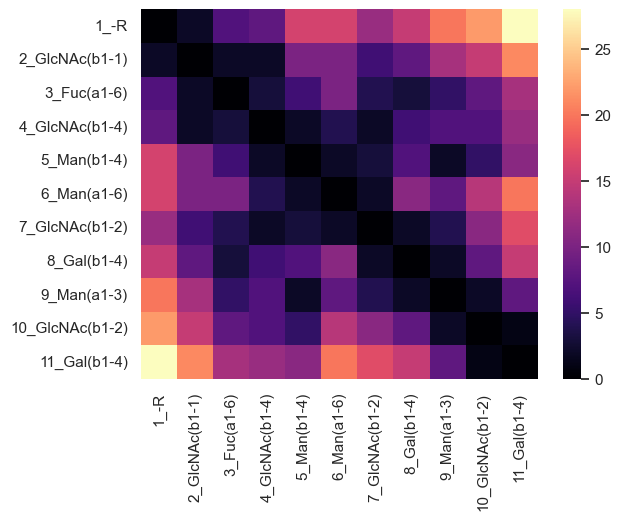 1_-R
2_GlcNAc(b1-1)
3_Fuc(a1-6)
4_GlcNAc(b1-4)
5_Man(b1-4)
6_Man(a1-6)
7_GlcNAc(b1-2)
8_Gal(b1-4)
9_Man(a1-3)
10_GlcNAc(b1-2)
11_Gal(b1-4)
1_-R
2_GlcNAc(b1-1)
3_Fuc(a1-6)
4_GlcNAc(b1-4)
5_Man(b1-4)
6_Man(a1-6)
7_GlcNAc(b1-2)
8_Gal(b1-4)
9_Man(a1-3)
10_GlcNAc(b1-2)
11_Gal(b1-4)
25
20
15
10
5
0